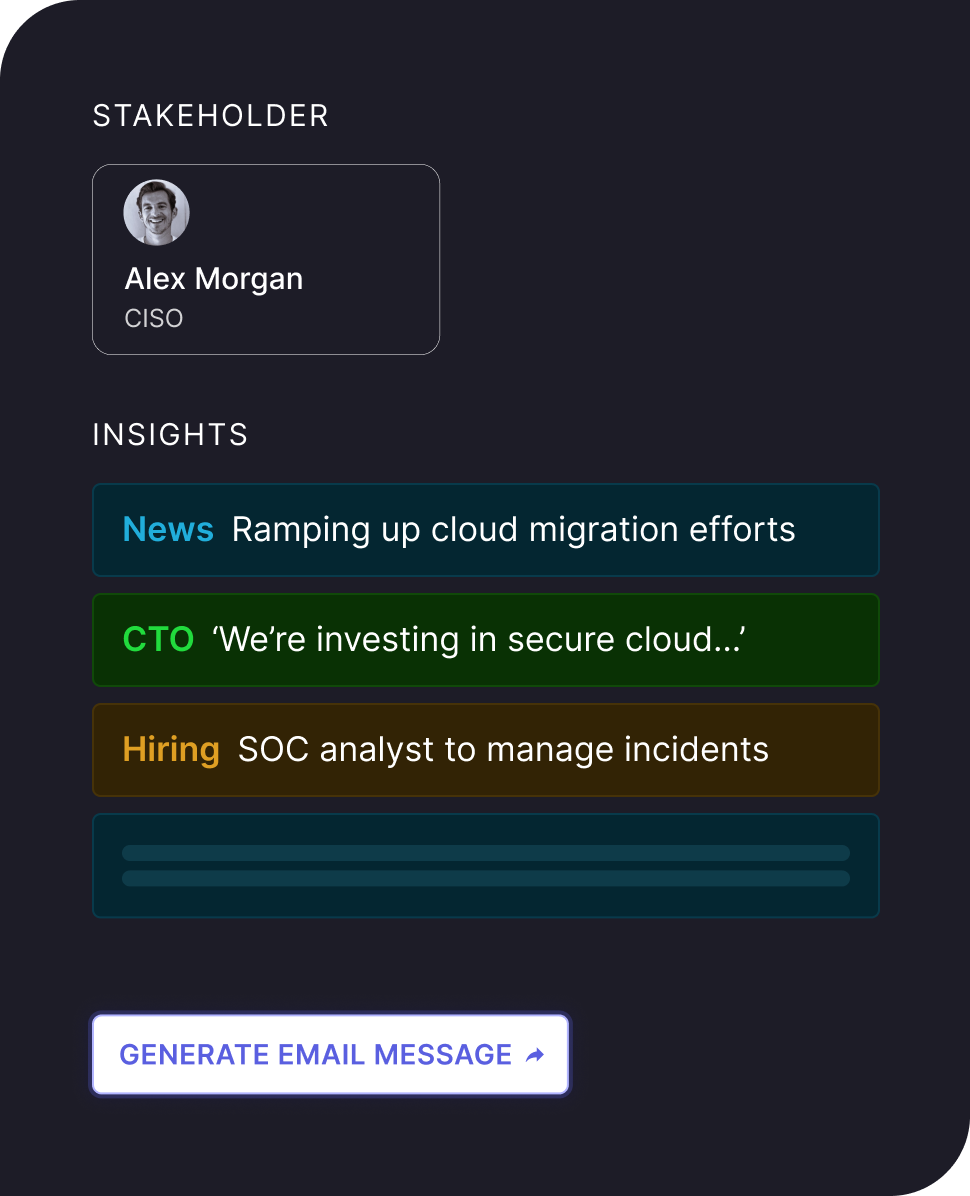 STAKEHOLDER
Alex Morgan
CISO
INSIGHTS
News Ramping up cloud migration efforts
CTO ‘We’re investing in secure cloud...’
Hiring SOC analyst to manage incidents
GENERATE EMAIL MESSAGE